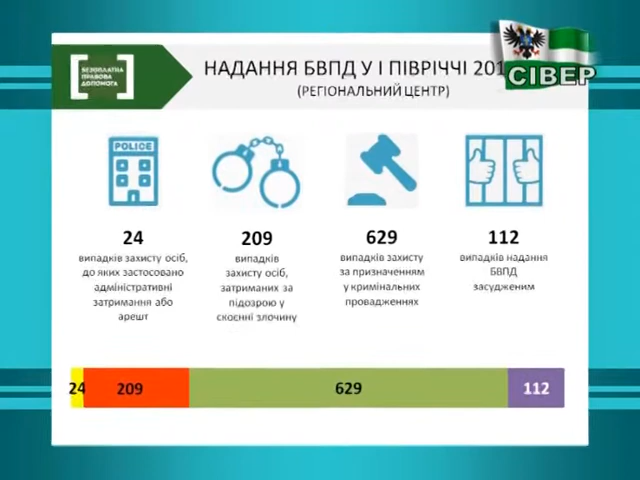 БЕЗОПЛАТНА
ПРАВОВА
ДОПОМОГА
НАДАННЯ БВПД У І ПІВРІЧЧІ
(РЕГІОНАЛЬНИЙ ЦЕНТР)
СІВЕР
POLICE
24
випадків захисту осіб,
до яких застосовано
адміністративні
затримання або
арешт
209
випадків
захисту осіб,
затриманих за
підозрою у
скоєнні злочину
629
випадків захисту
за призначенням
у кримінальних
провадженнях
112
випадків надання
БВПД
засудженим
24
209
629
112